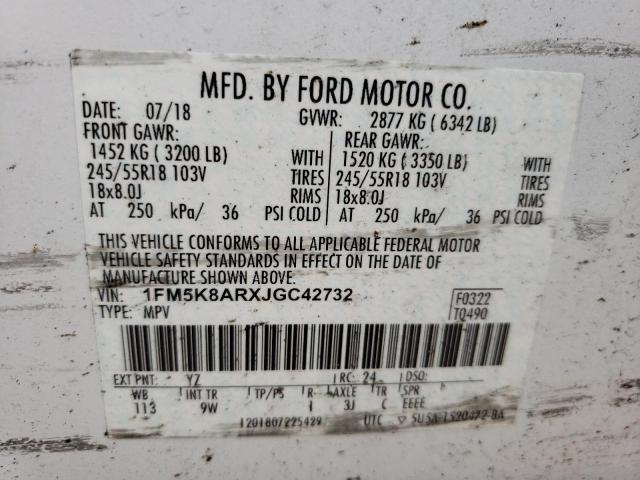 MFD. BY FORD MOTOR CO.
DATE: 07/18 GVWR: 2877 KG ( 6342 LB)
FRONT GAWR: REAR GAWR:
1452 KG ( 3200 LB) WITH 1520 KG ( 3350 LB) WITH
245/55R18 103V TIRES 245/55R18 103V TIRES
18x8.0J RIMS 18x8.0J RIMS
AT 250 kPa/ 36 PSI COLD AT 250 kPa/ 36 PSI COLD
THIS VEHICLE CONFORMS TO ALL APPLICABLE FEDERAL MOTOR
VEHICLE SAFETY STANDARDS IN EFFECT ON THE DATE OF
MANUFACTURE SHOWN ABOVE.
VIN: 1FM5K8ARXJGC42732 F0322
TYPE: MPV TQ490
EXT PNT: YZ RC: 24 DSO:
WB INT TR TP/PS R AXLE TR SPR
113 9W I 3J C EEEE
1201807225429 UTC